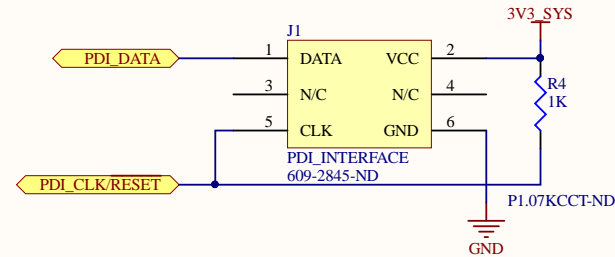 3V3_SYS
J1
PDI_DATA
1
DATA
VCC
2
3
N/C
N/C
4
R4
1K
5
CLK
GND
6
PDI_INTERFACE
609-2845-ND
PDI_CLK/RESET
P1.07KCCT-ND
GND